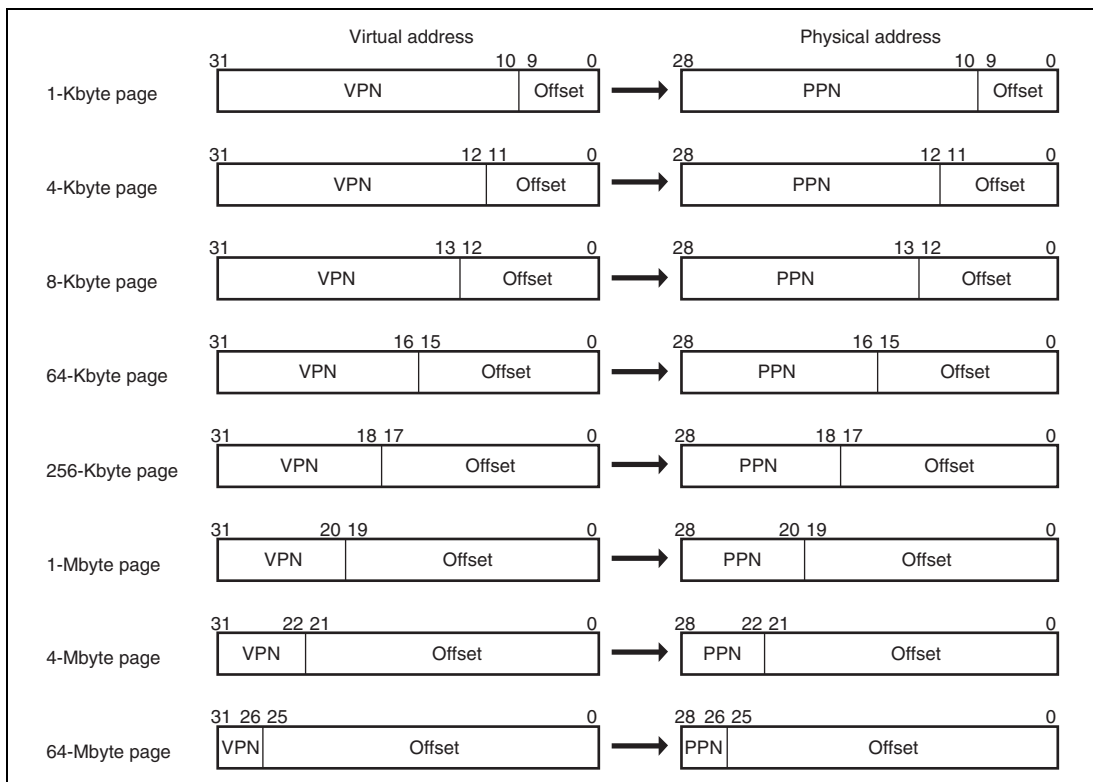 Virtual address Physical address
31 10 9 0 28 10 9 0
1-Kbyte page VPN Offset PPN Offset
31 12 11 0 28 12 11 0
4-Kbyte page VPN Offset PPN Offset
31 13 12 0 28 13 12 0
8-Kbyte page VPN Offset PPN Offset
31 16 15 0 28 16 15 0
64-Kbyte page VPN Offset PPN Offset
31 18 17 0 28 18 17 0
256-Kbyte page VPN Offset PPN Offset
31 20 19 0 28 20 19 0
1-Mbyte page VPN Offset PPN Offset
31 22 21 0 28 22 21 0
4-Mbyte page VPN Offset PPN Offset
31 26 25 0 28 26 25 0
64-Mbyte page VPN Offset PPN Offset